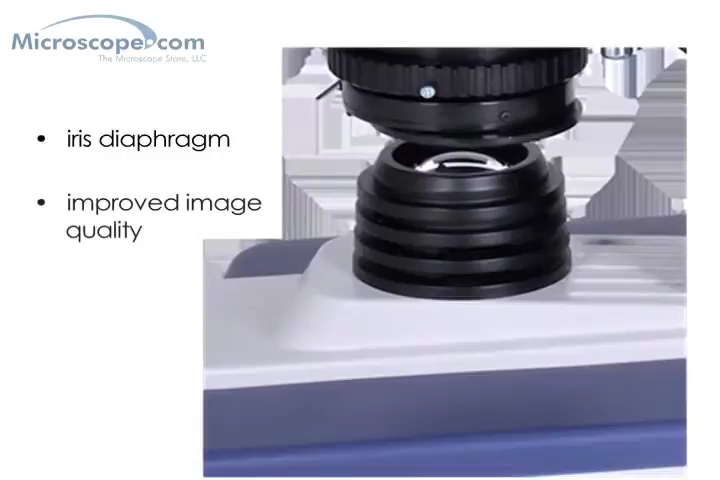 Microscope.com
The Microscope Store, LLC
• iris diaphragm
• improved image
quality